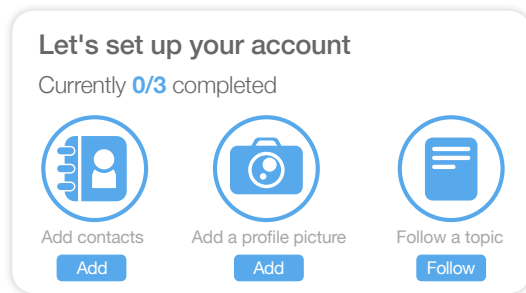 Let's set up your account
Currently 0/3 completed
Add contacts
Add a profile picture
Follow a topic
Add
Add
Follow